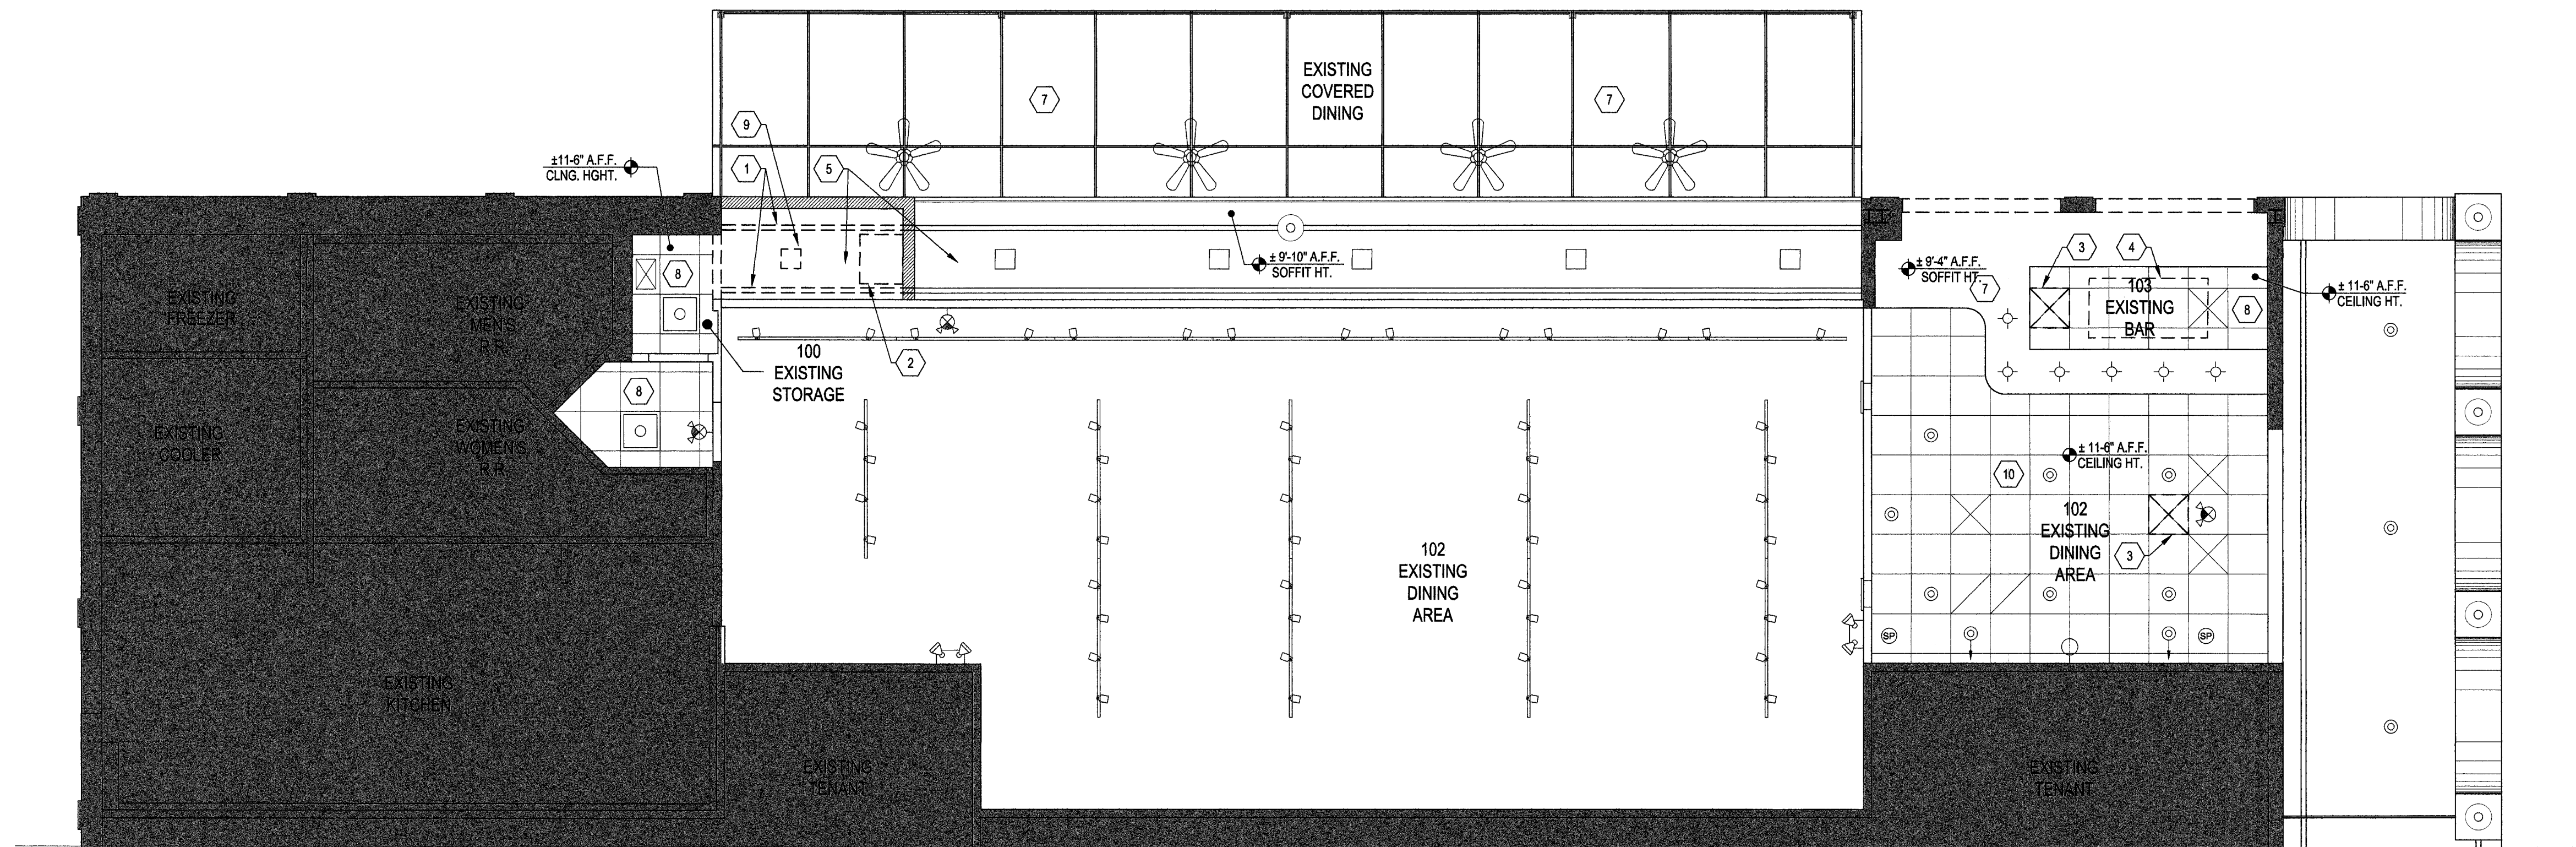 EXISTING
COVERED
DINING
7
7
9
1
5
±11-6" A.F.F.
CLNG. HGHT.
± 9'-10" A.F.F.
SOFFIT HT.
± 9'-4" A.F.F.
SOFFIT HT.
7
3
4
103
EXISTING
BAR
8
± 11-6" A.F.F.
CEILING HT.
8
8
2
100
EXISTING
STORAGE
EXISTING
FREEZER
EXISTING
MEN'S
R.R.
EXISTING
COOLER
EXISTING
WOMEN'S
R.R.
± 11-6" A.F.F.
CEILING HT.
10
102
EXISTING
DINING
AREA
3
102
EXISTING
DINING
AREA
SP
SP
EXISTING
KITCHEN
EXISTING
TENANT
EXISTING
TENANT